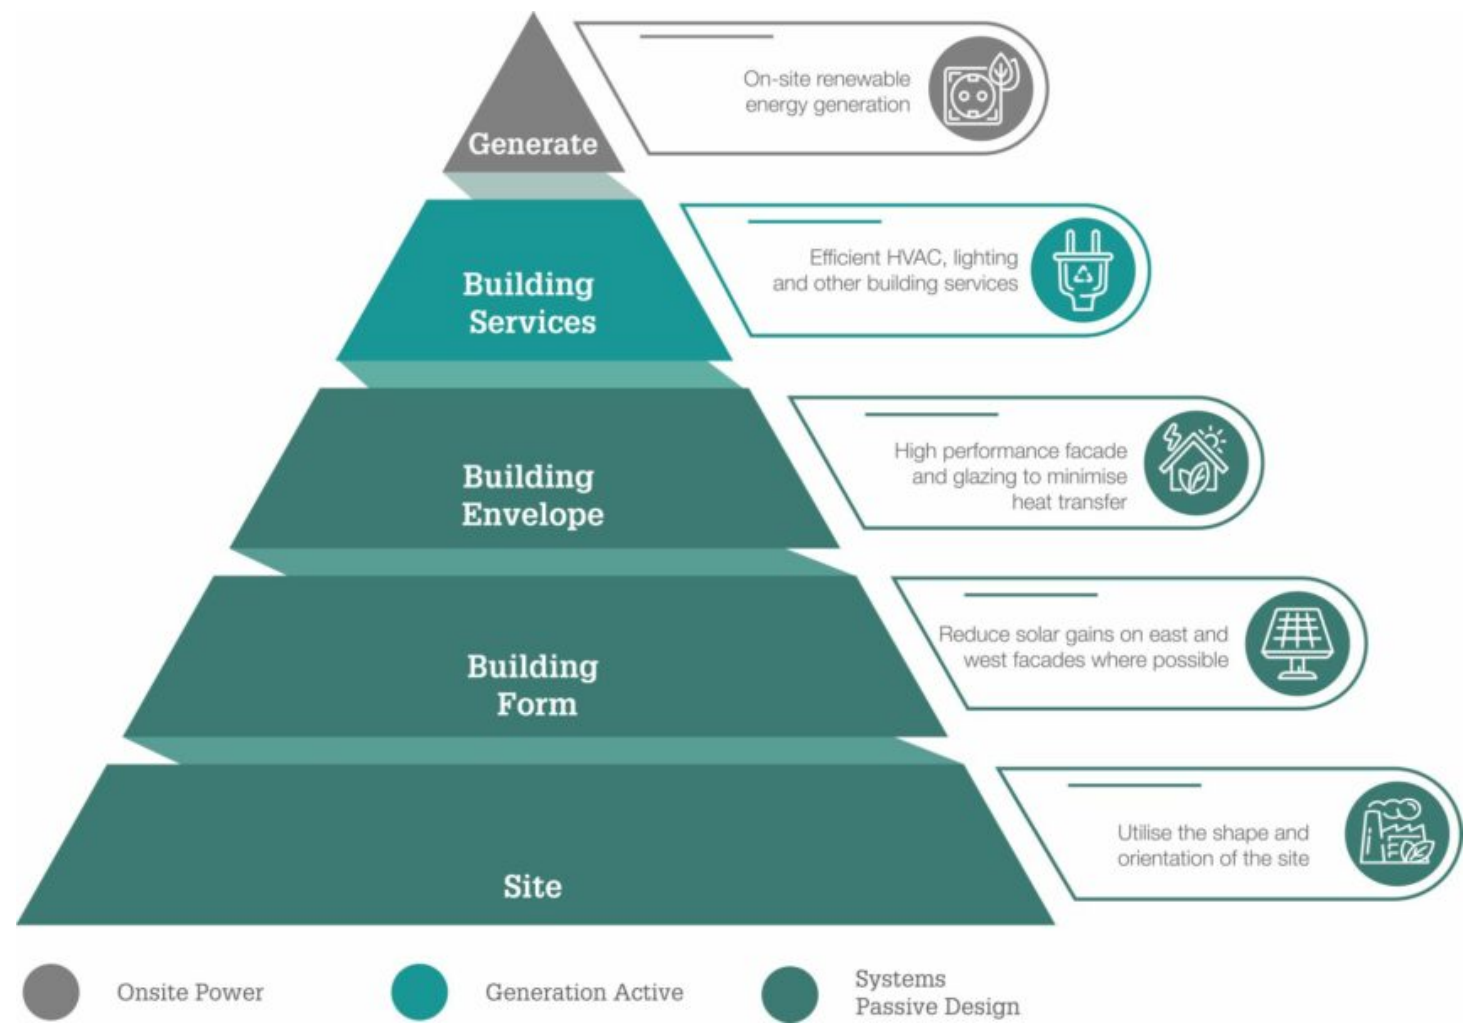 Generate
On-site renewable
energy generation
Building
Services
Efficient HVAC, lighting
and other building services
Building
Envelope
High performance facade
and glazing to minimise
heat transfer
Building
Form
Reduce solar gains on east and
west facades where possible
Site
Utilise the shape and
orientation of the site
Onsite Power
Generation Active
Systems
Passive Design